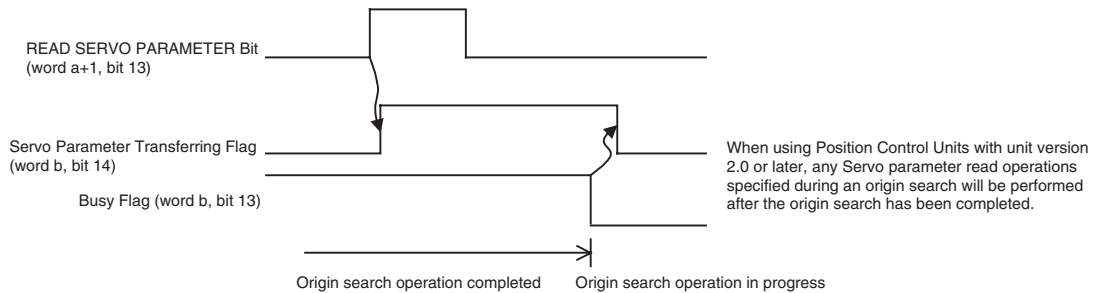 READ SERVO PARAMETER Bit
(word a+1, bit 13)
Servo Parameter Transferring Flag
(word b, bit 14)
Busy Flag (word b, bit 13)
When using Position Control Units with unit version
2.0 or later, any Servo parameter read operations
specified during an origin search will be performed
after the origin search has been completed.
Origin search operation completed
Origin search operation in progress